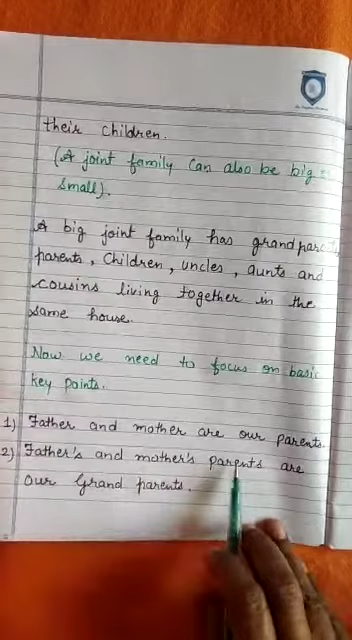 their children.
(A joint family can also be big
small).
A big joint family has grandparents,
parents, children, uncles, aunts and
cousins living together in the
same house.
Now we need to focus on basic
key points.
1) Father and mother are our parents.
2) Father's and mother's parents are
our Grand parents.